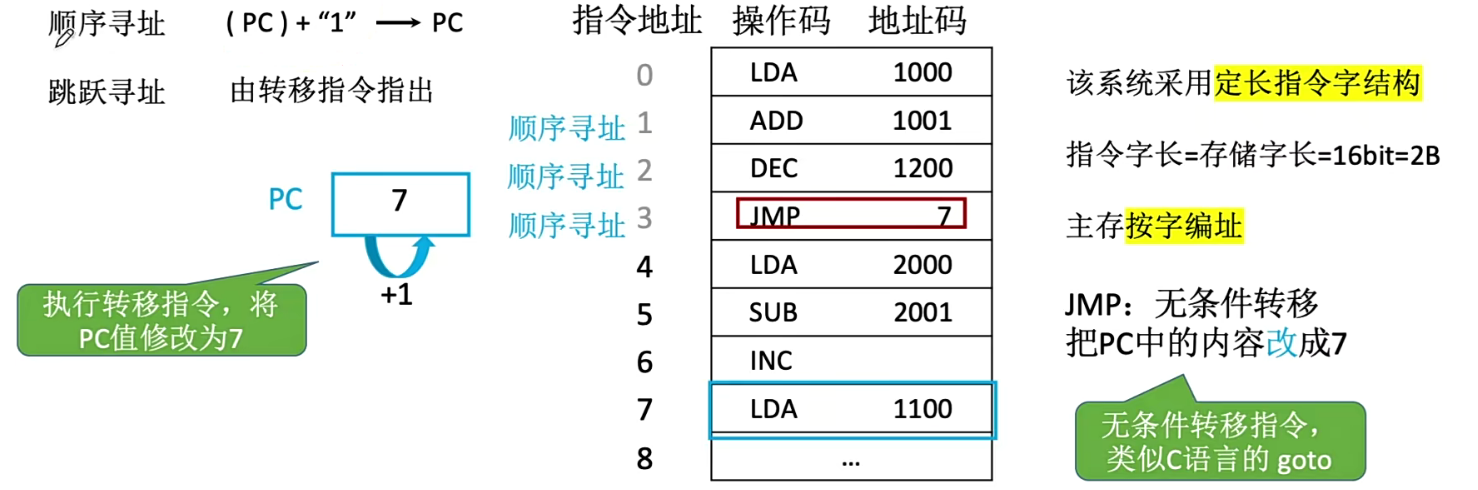 顺序寻址 ( PC ) + “1” ⟶ PC
跳跃寻址 由转移指令指出
PC 7
+1
执行转移指令，将
PC值修改为7
指令地址 操作码 地址码
0 LDA 1000
顺序寻址 1 ADD 1001
顺序寻址 2 DEC 1200
顺序寻址 3 JMP 7
4 LDA 2000
5 SUB 2001
6 INC
7 LDA 1100
8 ...
该系统采用定长指令字结构
指令字长=存储字长=16bit=2B
主存按字编址
JMP：无条件转移
把PC中的内容改成7
无条件转移指令，
类似C语言的 goto